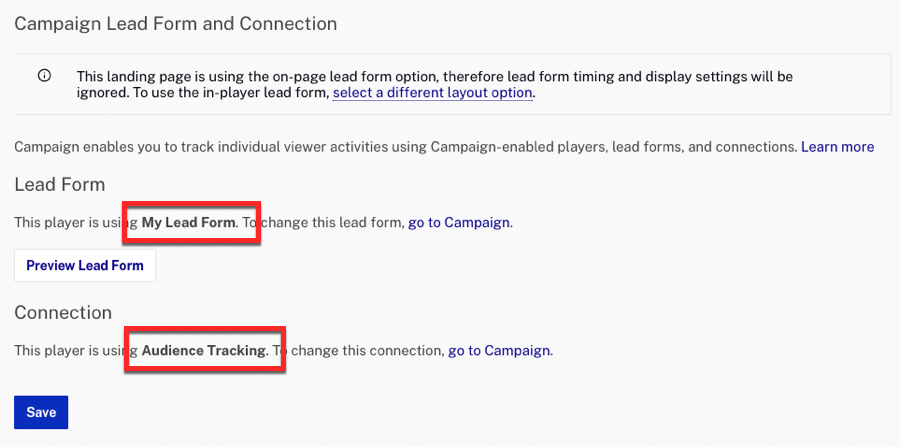 Campaign Lead Form and Connection
This landing page is using the on-page lead form option, therefore lead form timing and display settings will be
ignored. To use the in-player lead form, select a different layout option.
Campaign enables you to track individual viewer activities using Campaign-enabled players, lead forms, and connections. Learn more
Lead Form
This player is using My Lead Form. To change this lead form, go to Campaign.
Preview Lead Form
Connection
This player is using Audience Tracking. To change this connection, go to Campaign.
Save